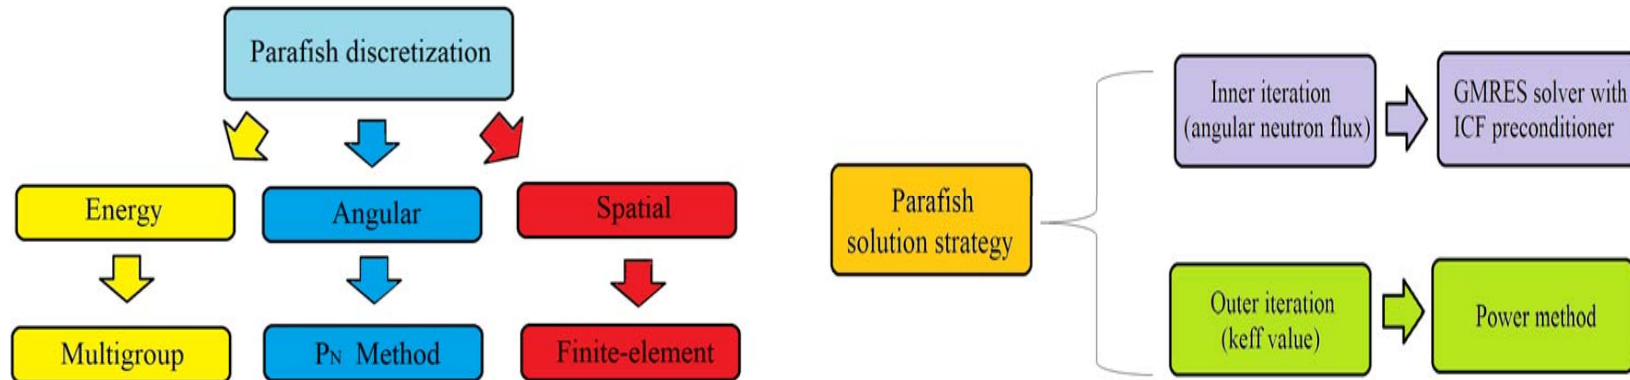 Parafish discretization
Energy
Angular
Spatial
Multigroup
PN Method
Finite-element
Parafish
solution strategy
Inner iteration
(angular neutron flux)
GMRES solver with
ICF preconditioner
Outer iteration
(keff value)
Power method